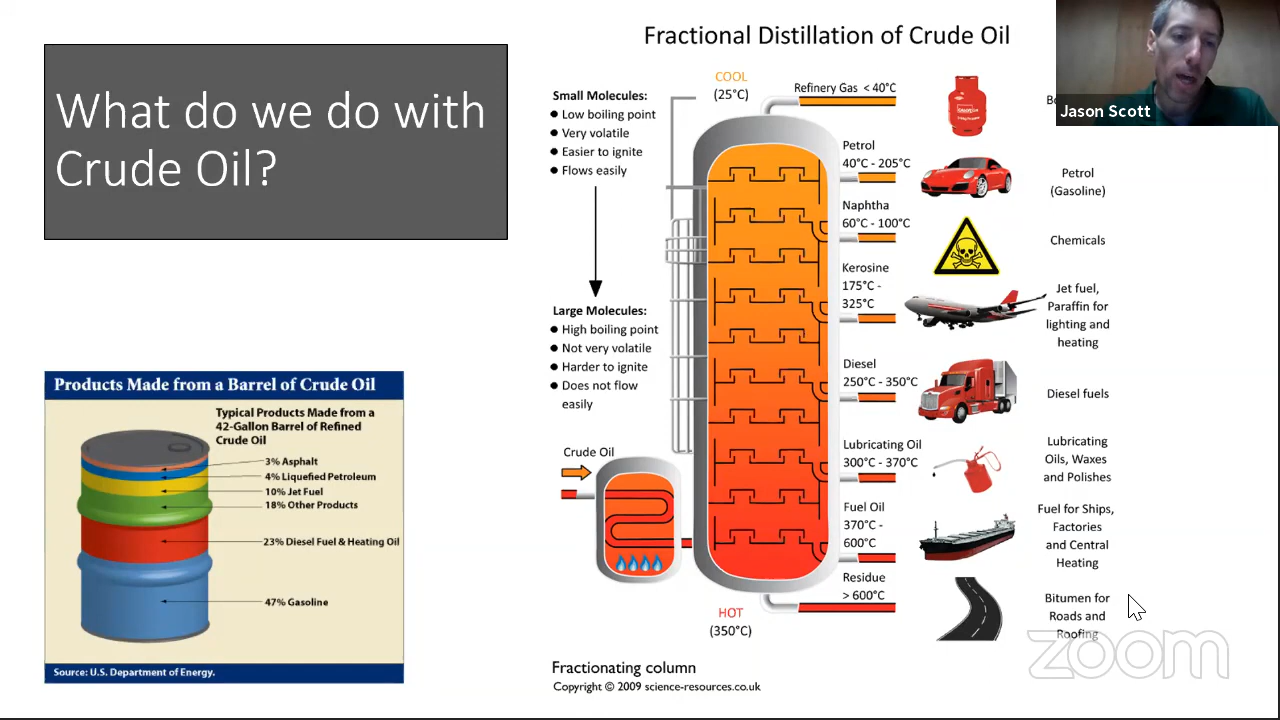 What do we do with
Crude Oil?
Fractional Distillation of Crude Oil
COOL
(25°C)
Small Molecules:
Low boiling point
Very volatile
Easier to ignite
Flows easily
Large Molecules:
High boiling point
Not very volatile
Harder to ignite
Does not flow
easily
Crude Oil
Refinery Gas < 40°C
Petrol
40°C - 205°C
Petrol
(Gasoline)
Naphtha
60°C - 100°C
Chemicals
Kerosine
175°C -
325°C
Jet fuel,
Paraffin for
lighting and
heating
Diesel
250°C - 350°C
Diesel fuels
Lubricating Oil
300°C - 370°C
Lubricating
Oils, Waxes
and Polishes
Fuel Oil
370°C -
600°C
Fuel for Ships,
Factories
and Central
Heating
Residue
> 600°C
Bitumen for
Roads and
Roofing
HOT
(350°C)
Fractionating column
Copyright © 2009 science-resources.co.uk
Products Made from a Barrel of Crude Oil
Typical Products Made from a
42-Gallon Barrel of Refined
Crude Oil
3% Asphalt
4% Liquefied Petroleum
10% Jet Fuel
18% Other Products
23% Diesel Fuel & Heating Oil
47% Gasoline
Source: U.S. Department of Energy.
Jason Scott
zoom